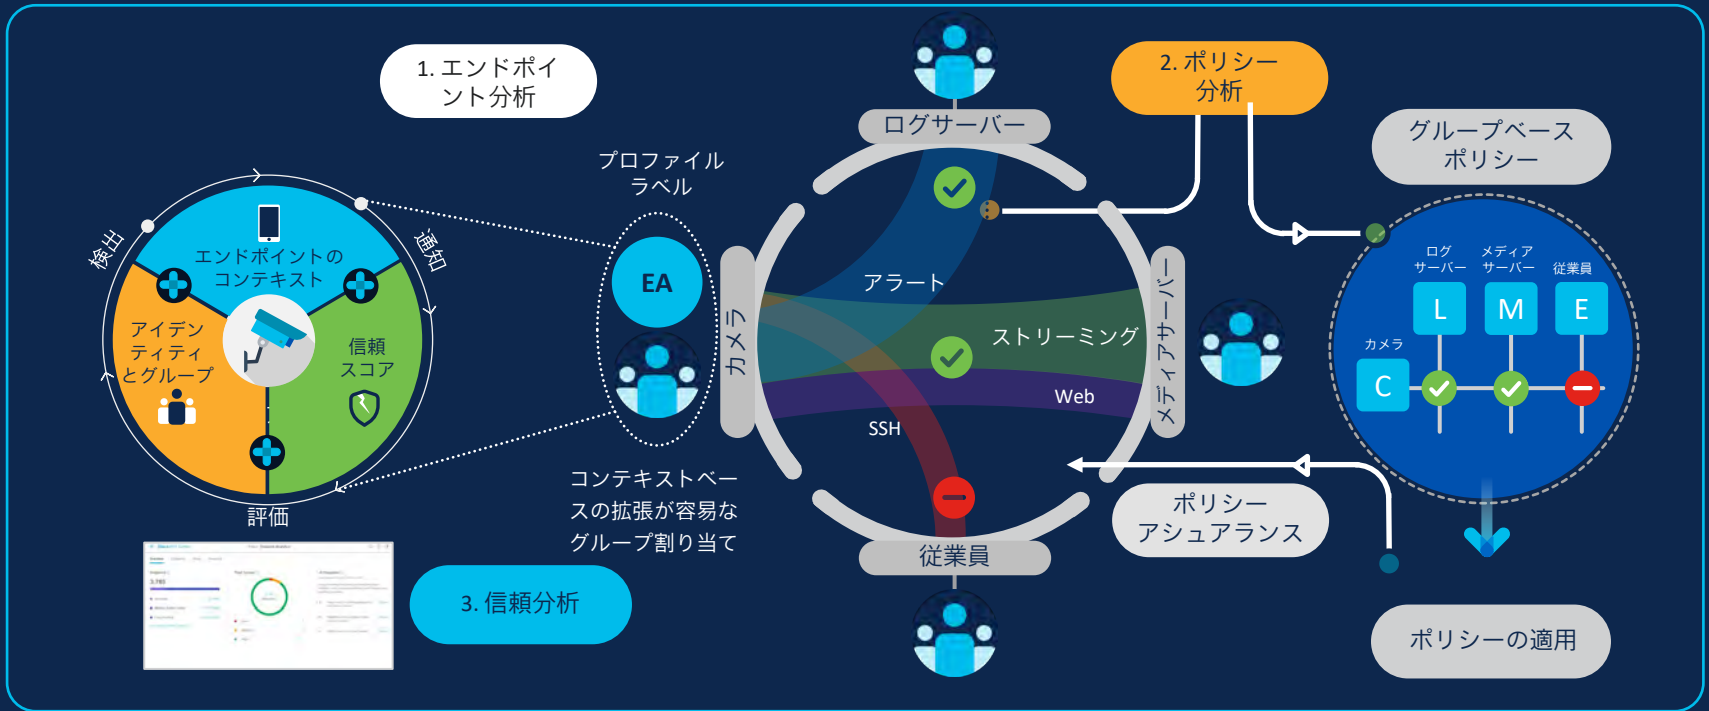 1. エンドポイ
ント分析
2. ポリシー
分析
ログサーバー
グループベース
ポリシー
プロファイル
ラベル
検出
通知
エンドポイントの
コンテキスト
アイデン
ティティ
とグループ
信頼
スコア
評価
EA
カメラ
アラート
ストリーミング
Web
SSH
メディアサーバー
ログ
サーバー
メディア
サーバー
従業員
L
M
E
カメラ
C
コンテキストベー
スの拡張が容易な
グループ割り当て
ポリシー
アシュアランス
従業員
3. 信頼分析
ポリシーの適用